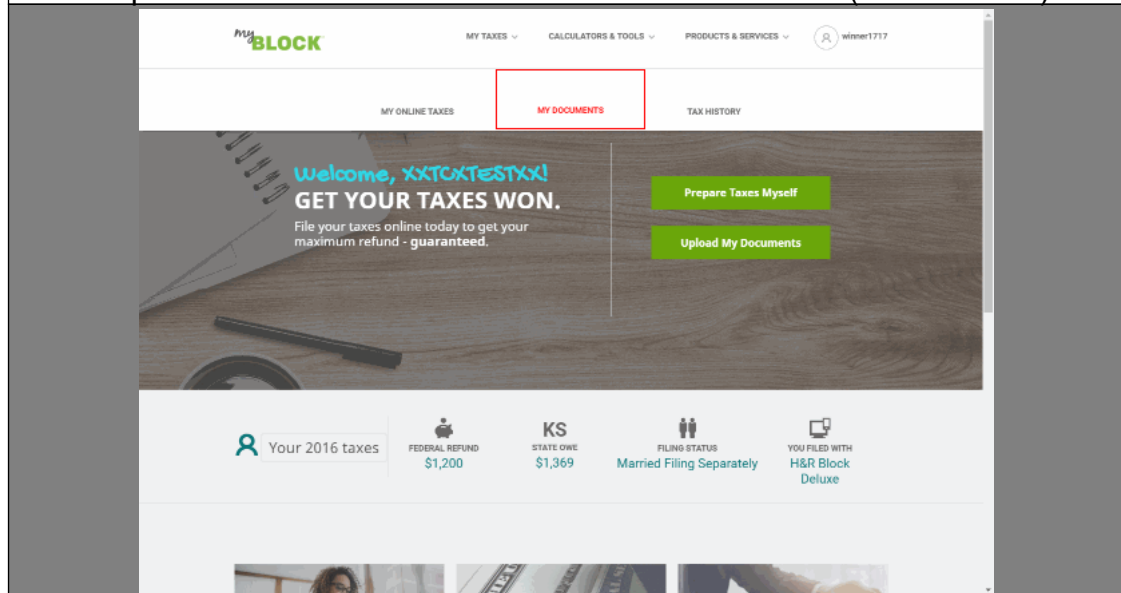 my BLOCK
MY TAXES CALCULATORS & TOOLS PRODUCTS & SERVICES winner1717
MY ONLINE TAXES MY DOCUMENTS TAX HISTORY
Welcome, XXTCXTESTXX!
GET YOUR TAXES WON.
File your taxes online today to get your
maximum refund - guaranteed.
Prepare Taxes Myself
Upload My Documents
Your 2016 taxes
FEDERAL REFUND
$1,200
KS
STATE OWE
$1,369
FILING STATUS
Married Filing Separately
YOU FILED WITH
H&R Block
Deluxe